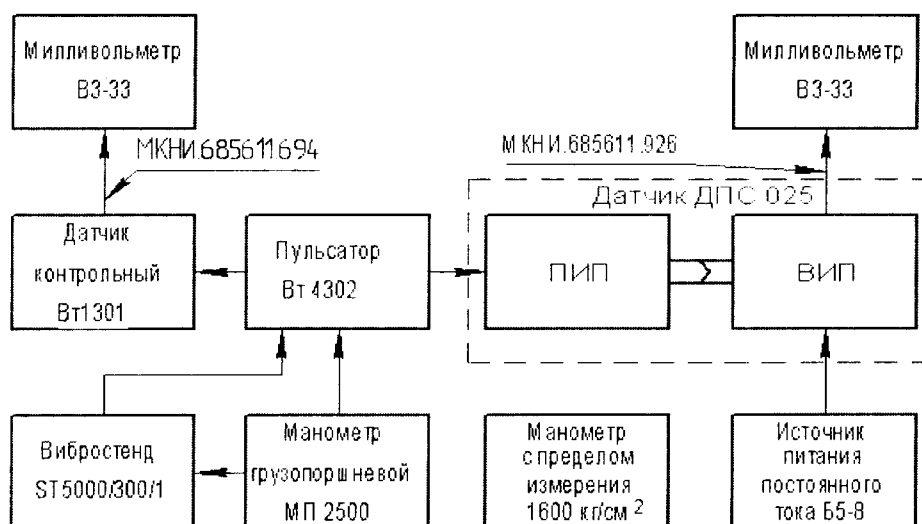 Милливольтметр
В3-33
Милливольтметр
В3-33
МКНИ.685611.694
МКНИ.685611.926
Датчик ДПС 025
Датчик
контрольный
Вт1301
Пульсатор
Вт 4302
ПИП
ВИП
Вибростенд
ST5000/300/1
Манометр
грузопоршневой
МП 2500
Манометр
с пределом
измерения
1600 кг/см 2
Источник
питания
постоянного
тока Б5-8